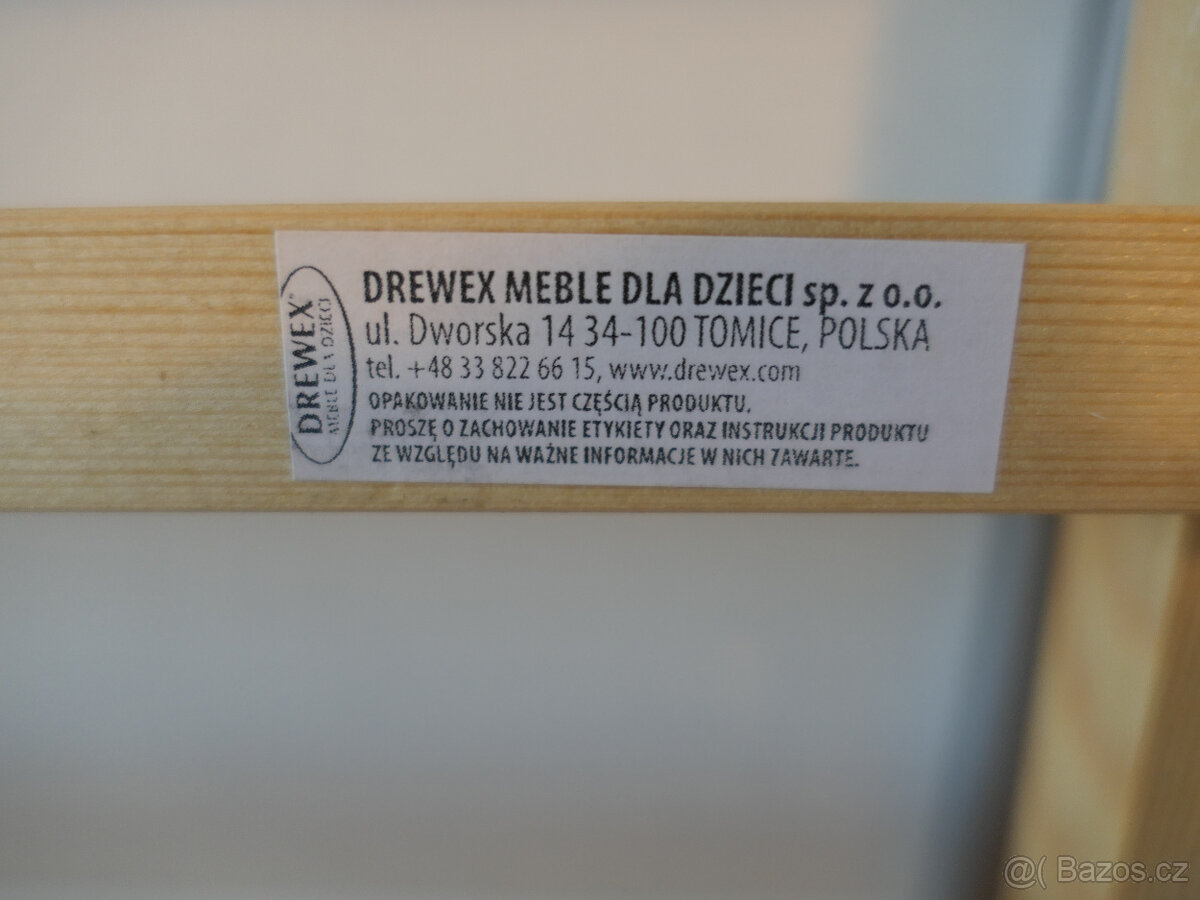 DREWEX®
MEBLE DLA DZIECI
DREWEX MEBLE DLA DZIECI sp. z o.o.
ul. Dworska 14 34-100 TOMICE, POLSKA
tel. +48 33 822 66 15, www.drewex.com
OPAKOWANIE NIE JEST CZĘŚCIĄ PRODUKTU.
PROSZĘ O ZACHOWANIE ETYKIETY ORAZ INSTRUKCJI PRODUKTU
ZE WZGLĘDU NA WAŻNE INFORMACJE W NICH ZAWARTE.
@( Bazos.cz